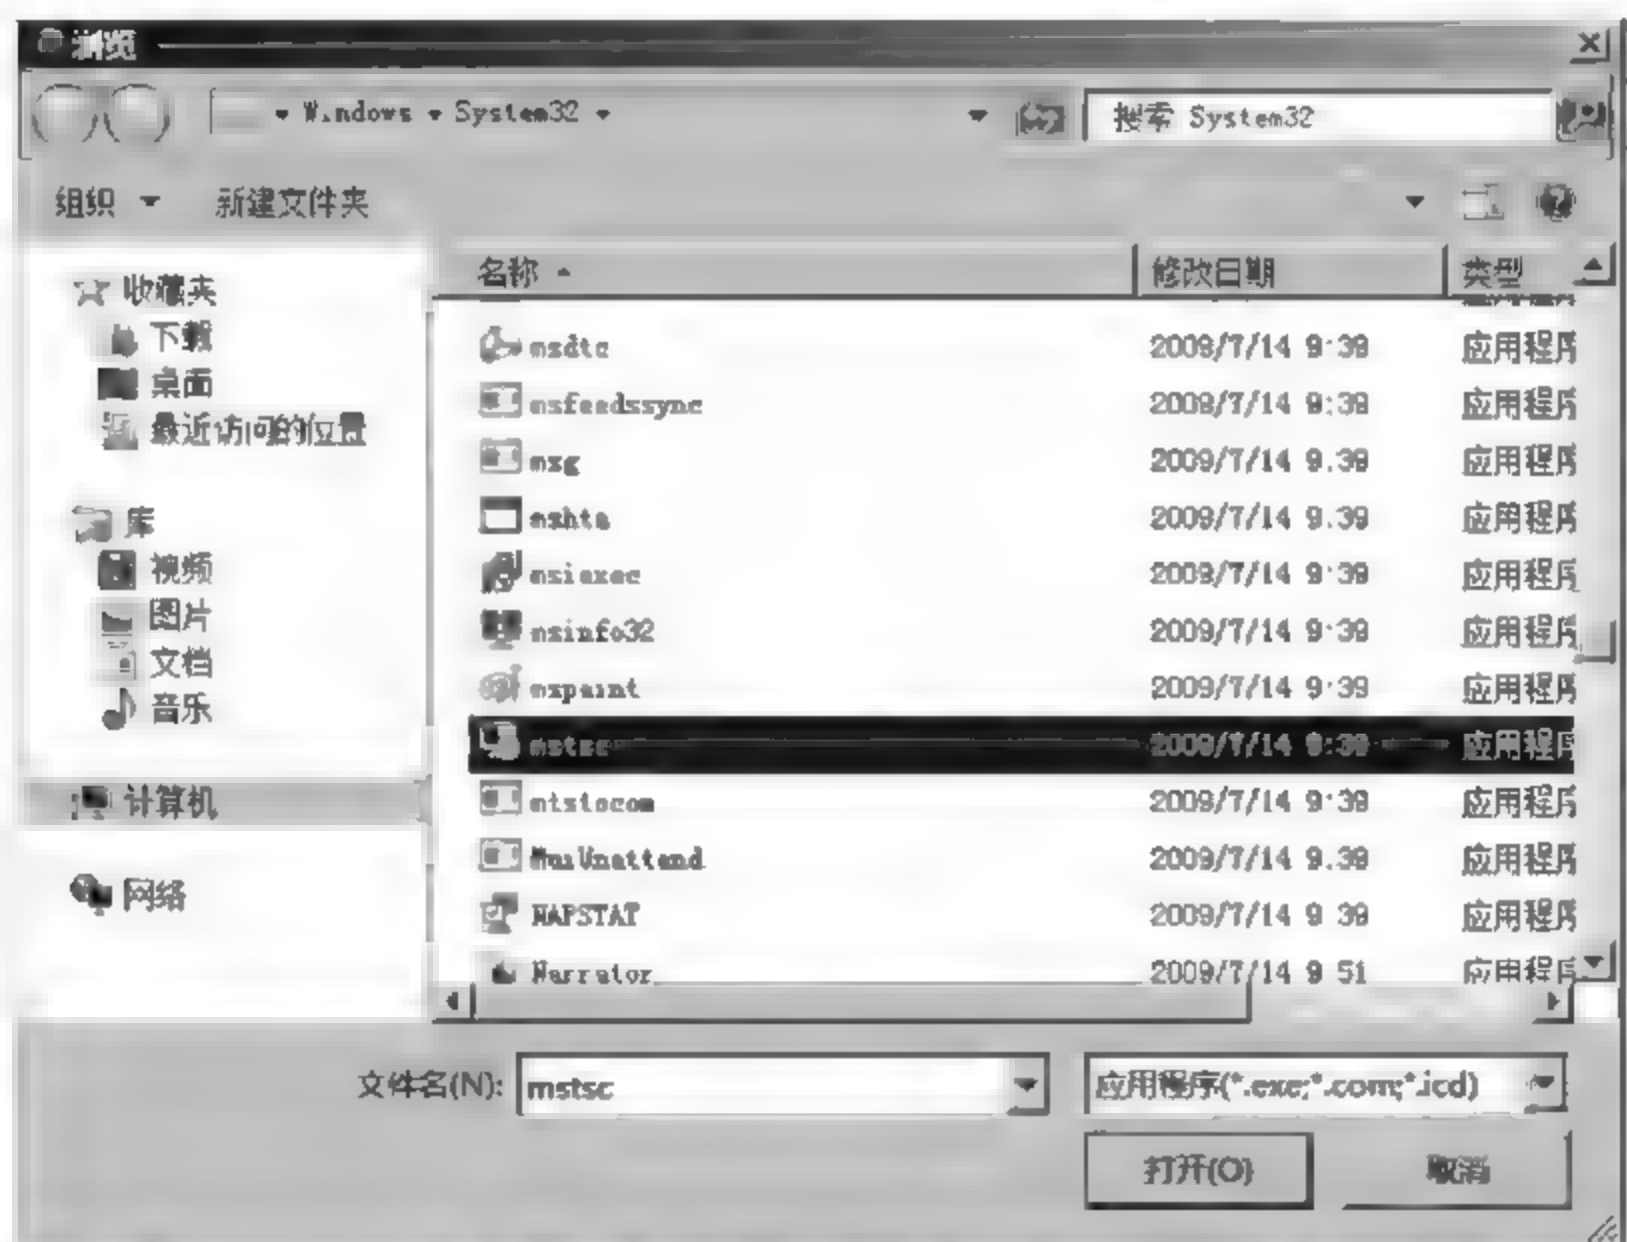 浏览
Windows System32
搜索 System32
组织 新建文件夹
名称 修改日期 类型
收藏夹
下载
桌面
最近访问的位置
库
视频
图片
文档
音乐
计算机
网络
msdtc 2009/7/14 9:39 应用程序
msfeedssync 2009/7/14 9:39 应用程序
msg 2009/7/14 9:39 应用程序
mshta 2009/7/14 9:39 应用程序
msiexec 2009/7/14 9:39 应用程序
msinfo32 2009/7/14 9:39 应用程序
mspaint 2009/7/14 9:39 应用程序
mstsc 2009/7/14 9:39 应用程序
mtstocom 2009/7/14 9:39 应用程序
MuiUnattend 2009/7/14 9:39 应用程序
NAPSTAT 2009/7/14 9:39 应用程序
Narrator 2009/7/14 9:51 应用程序
文件名(N): mstsc 应用程序(*.exe;*.com;*.icd)
打开(O) 取消